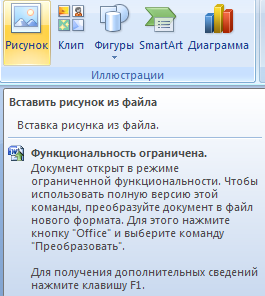 Рисунок Клип Фигуры SmartArt Диаграмма
Иллюстрации
Вставить рисунок из файла
Вставка рисунка из файла.
Функциональность ограничена.
Документ открыт в режиме
ограниченной функциональности. Чтобы
использовать полную версию этой
команды, преобразуйте документ в файл
нового формата. Для этого нажмите
кнопку "Office" и выберите команду
"Преобразовать".
Для получения дополнительных сведений
нажмите клавишу F1.